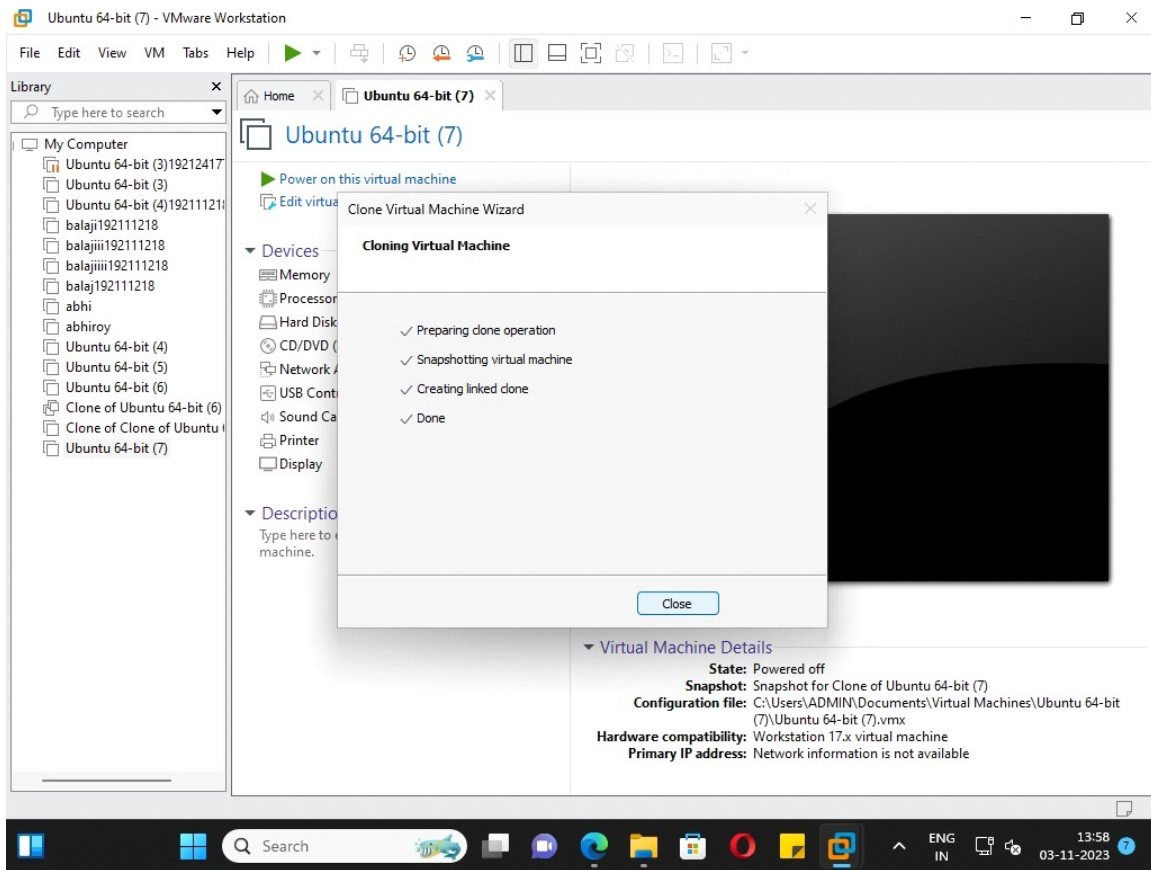 Ubuntu 64-bit (7) - VMware Workstation
File Edit View VM Tabs Help
Library
Type here to search
My Computer
Ubuntu 64-bit (3)19212417
Ubuntu 64-bit (3)
Ubuntu 64-bit (4)19211121
balaji192111218
balajiii192111218
balajiiii192111218
balaj192111218
abhi
abhiroy
Ubuntu 64-bit (4)
Ubuntu 64-bit (5)
Ubuntu 64-bit (6)
Clone of Ubuntu 64-bit (6)
Clone of Clone of Ubuntu
Ubuntu 64-bit (7)
Home
Ubuntu 64-bit (7)
Ubuntu 64-bit (7)
Power on this virtual machine
Edit virtua
Devices
Memory
Processor
Hard Disk
CD/DVD (
Network A
USB Cont
Sound Ca
Printer
Display
Descriptio
Type here to
machine.
Clone Virtual Machine Wizard
Cloning Virtual Machine
Preparing clone operation
Snapshotting virtual machine
Creating linked clone
Done
Close
Virtual Machine Details
State: Powered off
Snapshot: Snapshot for Clone of Ubuntu 64-bit (7)
Configuration file: C:\Users\ADMIN\Documents\Virtual Machines\Ubuntu 64-bit
(7)\Ubuntu 64-bit (7).vmx
Hardware compatibility: Workstation 17.x virtual machine
Primary IP address: Network information is not available
Search
ENG
IN
13:58
03-11-2023
7